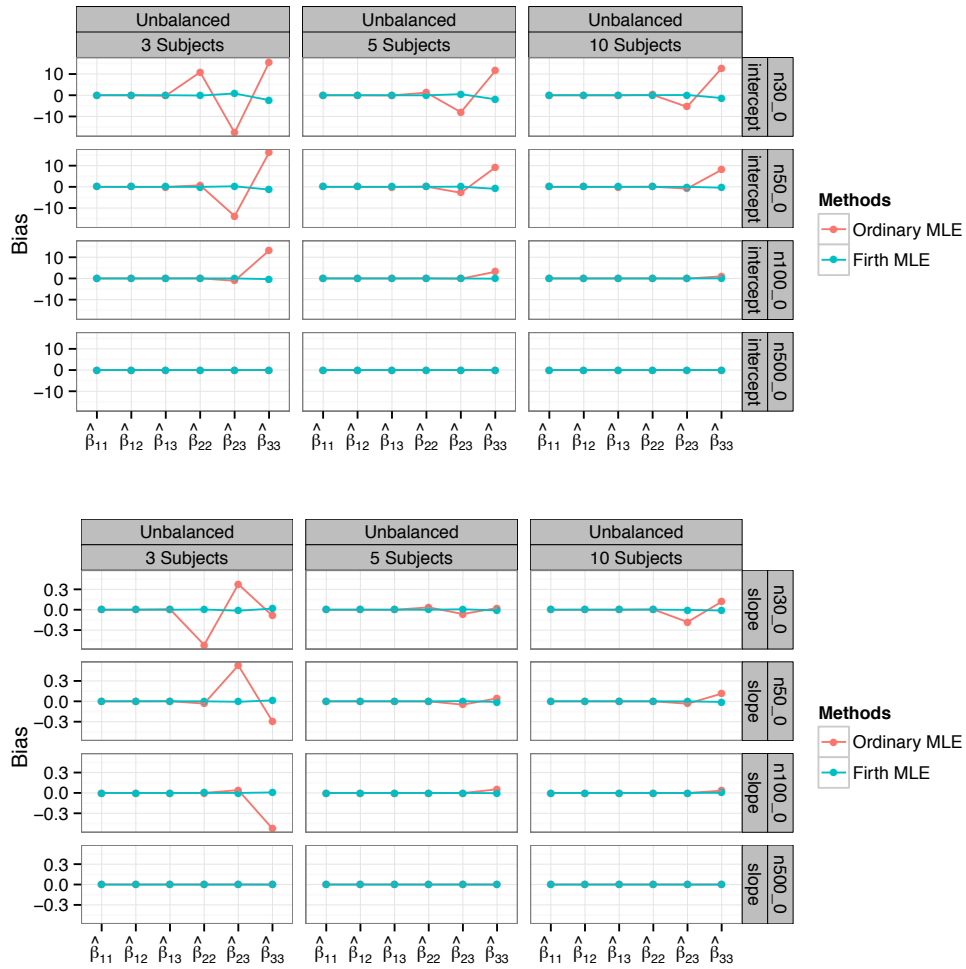 Unbalanced Unbalanced Unbalanced
3 Subjects 5 Subjects 10 Subjects
10
0
−10
intercept n30_0
10
0
−10
intercept n50_0
10
0
−10
intercept n100_0
10
0
−10
intercept n500_0
Bias
β̂11 β̂12 β̂13 β̂22 β̂23 β̂33 β̂11 β̂12 β̂13 β̂22 β̂23 β̂33 β̂11 β̂12 β̂13 β̂22 β̂23 β̂33
Methods
Ordinary MLE
Firth MLE
Unbalanced Unbalanced Unbalanced
3 Subjects 5 Subjects 10 Subjects
0.3
0.0
−0.3
slope n30_0
0.3
0.0
−0.3
slope n50_0
0.3
0.0
−0.3
slope n100_0
0.3
0.0
−0.3
slope n500_0
Bias
β̂11 β̂12 β̂13 β̂22 β̂23 β̂33 β̂11 β̂12 β̂13 β̂22 β̂23 β̂33 β̂11 β̂12 β̂13 β̂22 β̂23 β̂33
Methods
Ordinary MLE
Firth MLE